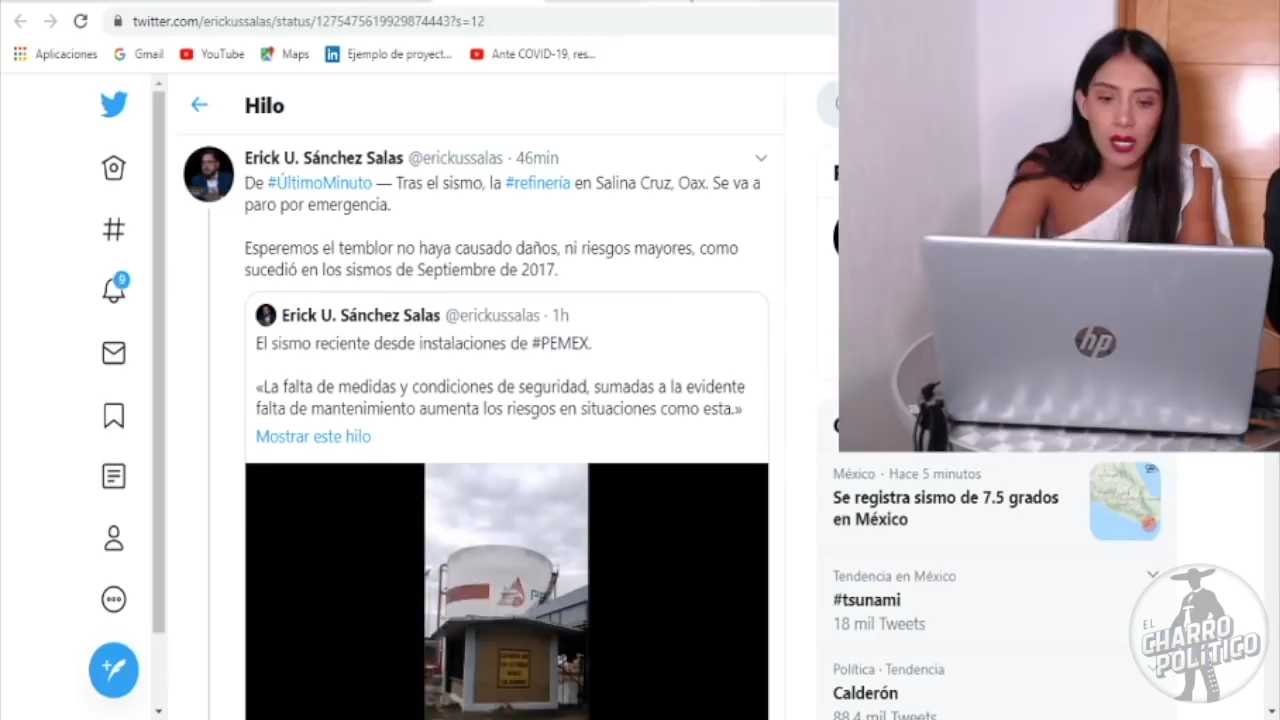 twitter.com/erickussalas/status/1275475619929874443?s=12
Aplicaciones
Gmail
YouTube
Maps
Ejemplo de proyect...
Ante COVID-19, res...
Hilo
Erick U. Sánchez Salas @erickussalas · 46min
De #ÚltimoMinuto — Tras el sismo, la #refinería en Salina Cruz, Oax. Se va a
paro por emergencia.
Esperemos el temblor no haya causado daños, ni riesgos mayores, como
sucedió en los sismos de Septiembre de 2017.
Erick U. Sánchez Salas @erickussalas · 1h
El sismo reciente desde instalaciones de #PEMEX.
«La falta de medidas y condiciones de seguridad, sumadas a la evidente
falta de mantenimiento aumenta los riesgos en situaciones como esta.»
Mostrar este hilo
9
hp
México · Hace 5 minutos
Se registra sismo de 7.5 grados
en México
Tendencia en México
#tsunami
18 mil Tweets
Política · Tendencia
Calderón
88.4 mil Tweets
EL
CHARRO
POLÍTICO